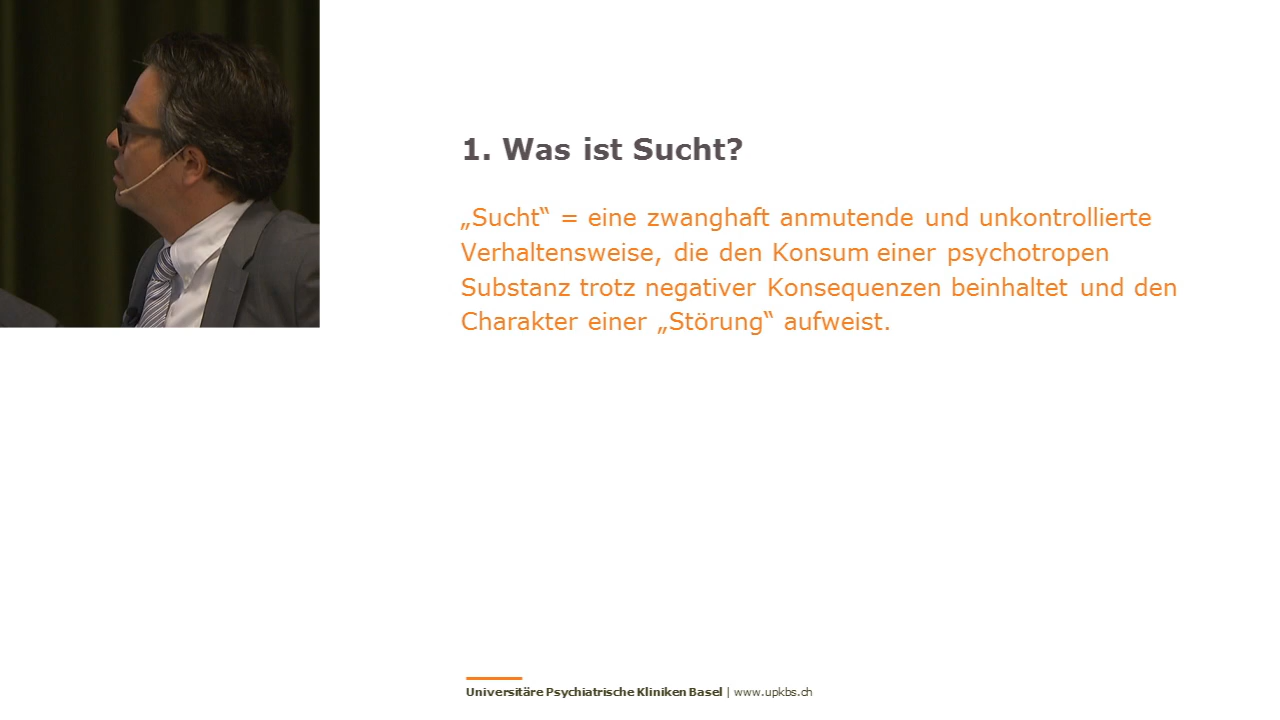 1. Was ist Sucht?
„Sucht“ = eine zwanghaft anmutende und unkontrollierte
Verhaltensweise, die den Konsum einer psychotropen
Substanz trotz negativer Konsequenzen beinhaltet und den
Charakter einer „Störung“ aufweist.
Universitäre Psychiatrische Kliniken Basel | www.upkbs.ch